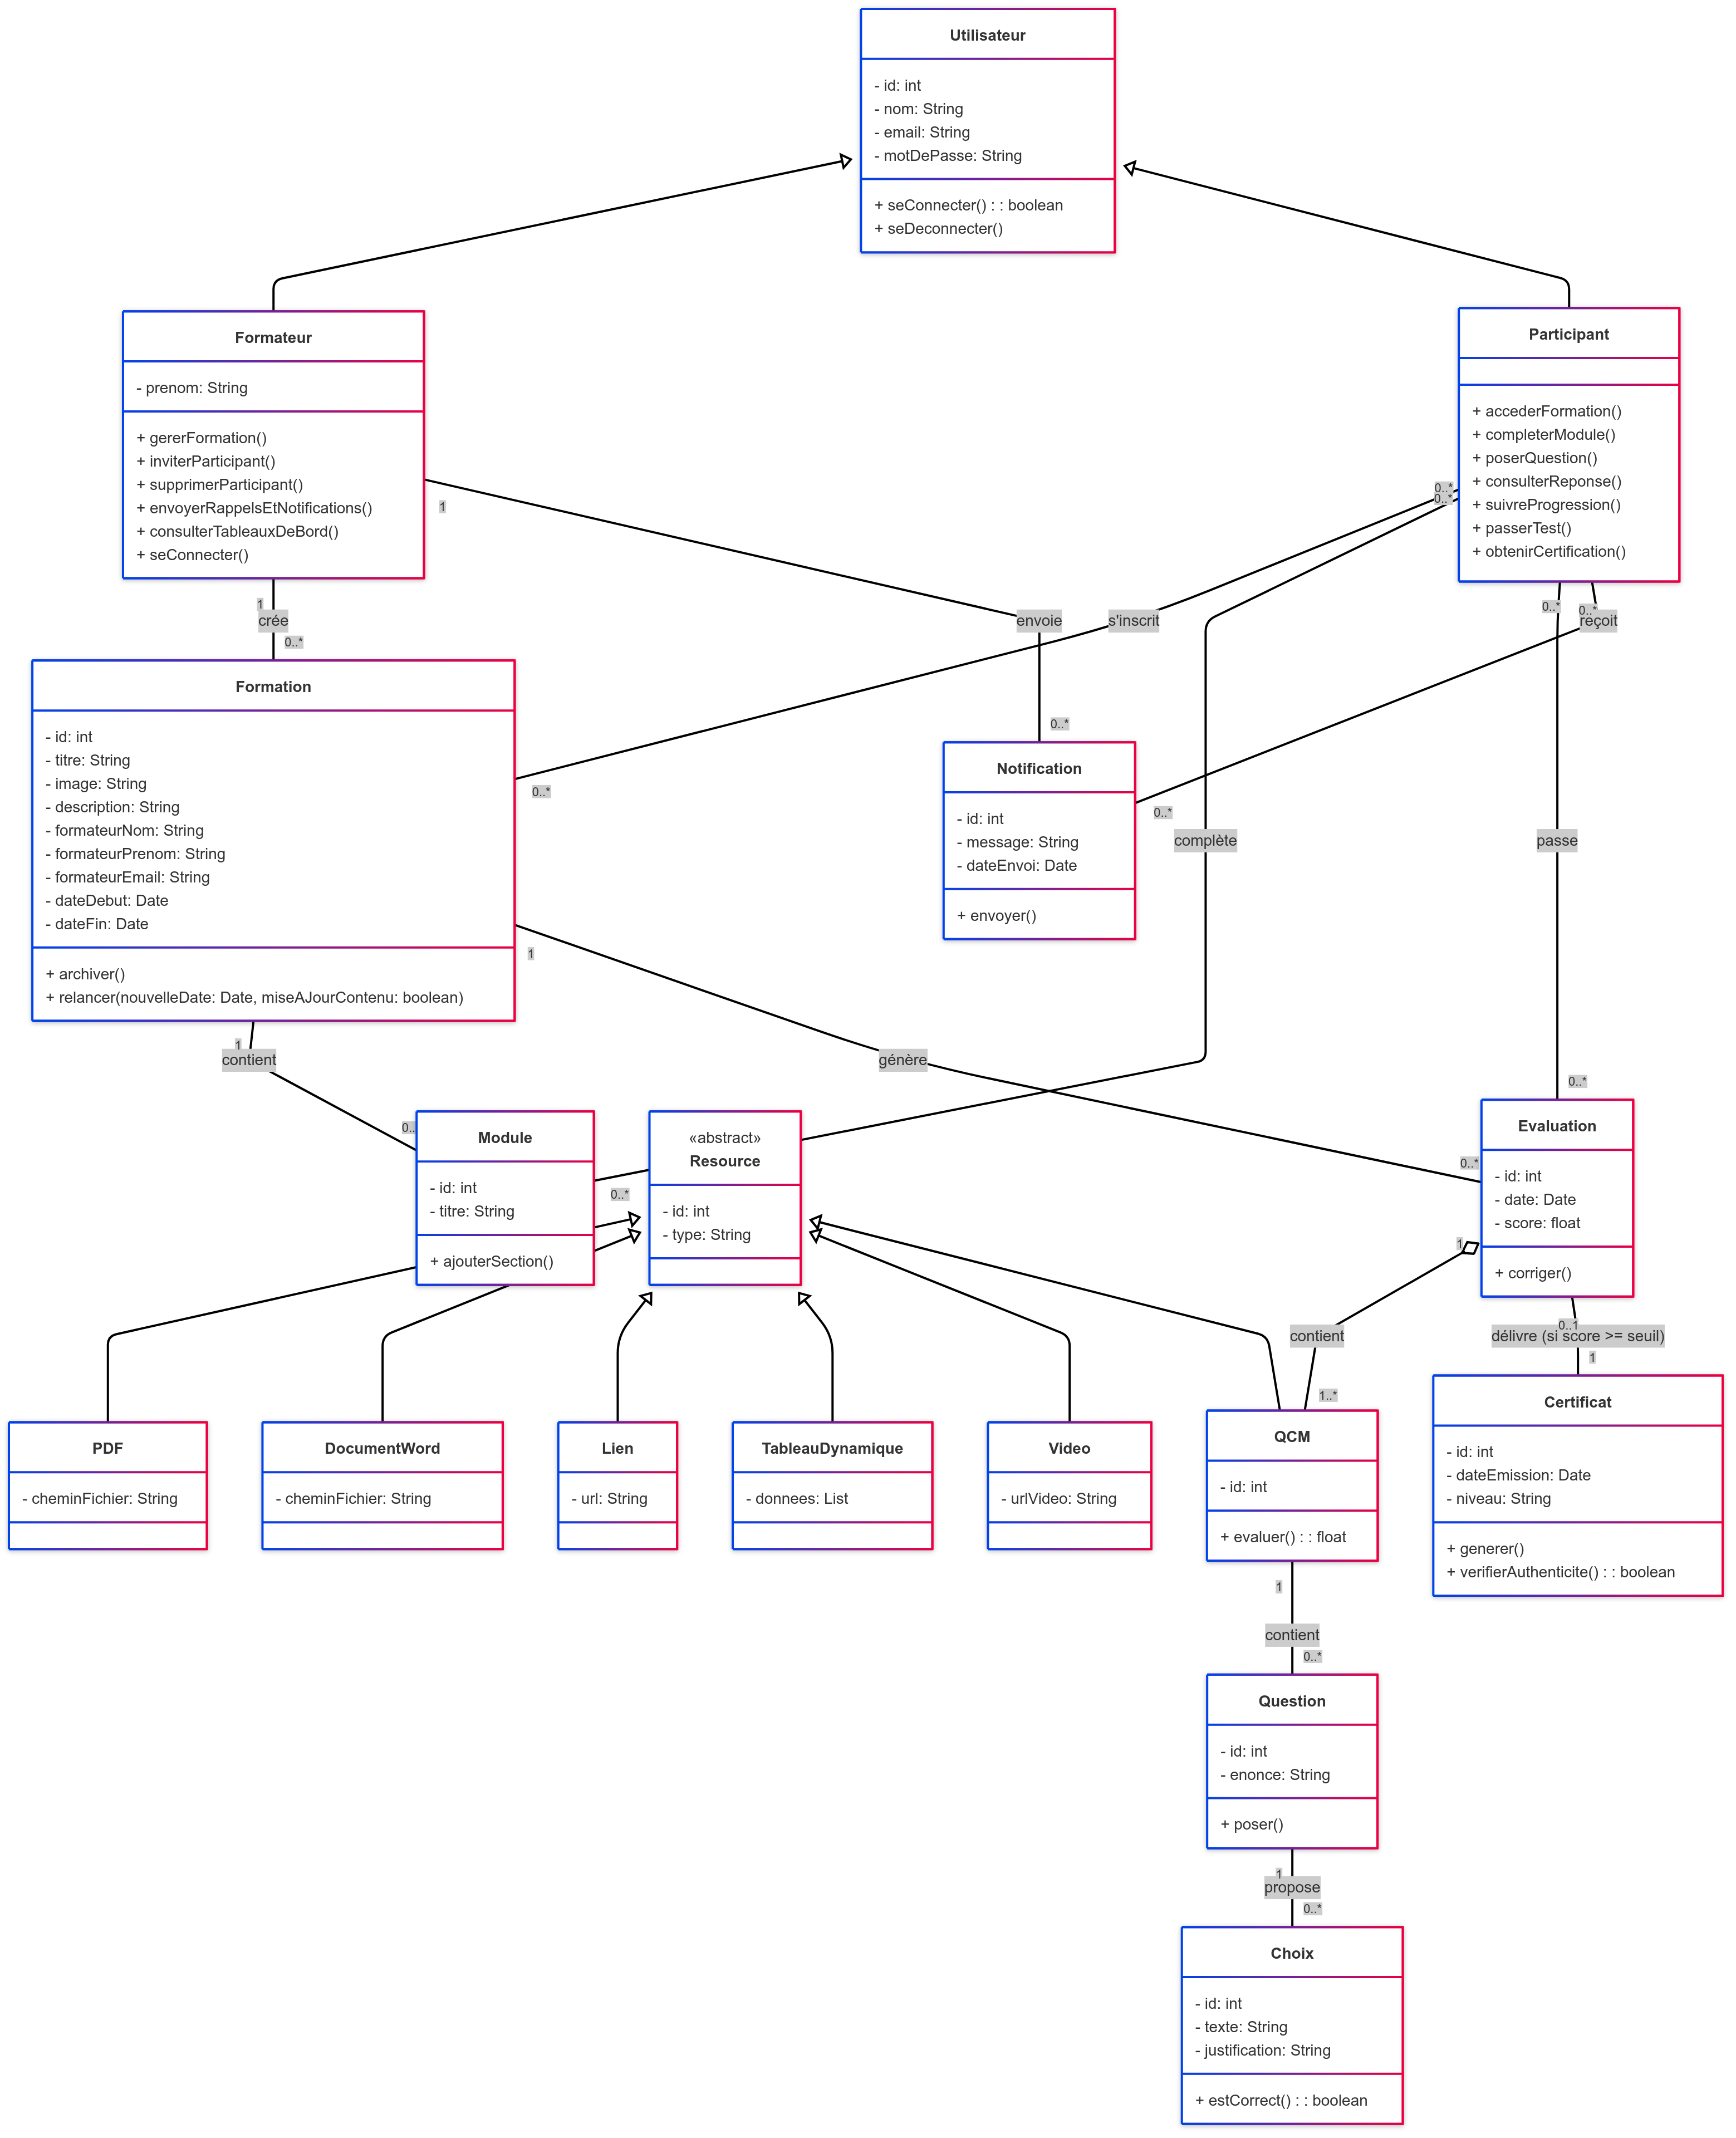 Utilisateur
- id: int
- nom: String
- email: String
- motDePasse: String
+ seConnecter() : : boolean
+ seDeconnecter()
Formateur
- prenom: String
+ gererFormation()
+ inviterParticipant()
+ supprimerParticipant()
+ envoyerRappelsEtNotifications()
+ consulterTableauxDeBord()
+ seConnecter()
Participant
+ accederFormation()
+ completerModule()
+ poserQuestion()
+ consulterReponse()
+ suivreProgression()
+ passerTest()
+ obtenirCertification()
1
0..*
0..*
1
crée
0..*
envoie
s'inscrit
0..*
0..*
reçoit
Formation
- id: int
- titre: String
- image: String
- description: String
- formateurNom: String
- formateurPrenom: String
- formateurEmail: String
- dateDebut: Date
- dateFin: Date
+ archiver()
+ relancer(nouvelleDate: Date, miseAJourContenu: boolean)
0..*
0..*
Notification
- id: int
- message: String
- dateEnvoi: Date
+ envoyer()
0..*
complète
passe
1
1
contient
génère
0..*
0..
Module
- id: int
- titre: String
+ ajouterSection()
0..*
«abstract»
Resource
- id: int
- type: String
0..*
Evaluation
- id: int
- date: Date
- score: float
+ corriger()
1
contient
1..*
0..1
délivre (si score >= seuil)
1
PDF
- cheminFichier: String
DocumentWord
- cheminFichier: String
Lien
- url: String
TableauDynamique
- donnees: List
Video
- urlVideo: String
QCM
- id: int
+ evaluer() : : float
Certificat
- id: int
- dateEmission: Date
- niveau: String
+ generer()
+ verifierAuthenticite() : : boolean
1
contient
0..*
Question
- id: int
- enonce: String
+ poser()
1
propose
0..*
Choix
- id: int
- texte: String
- justification: String
+ estCorrect() : : boolean